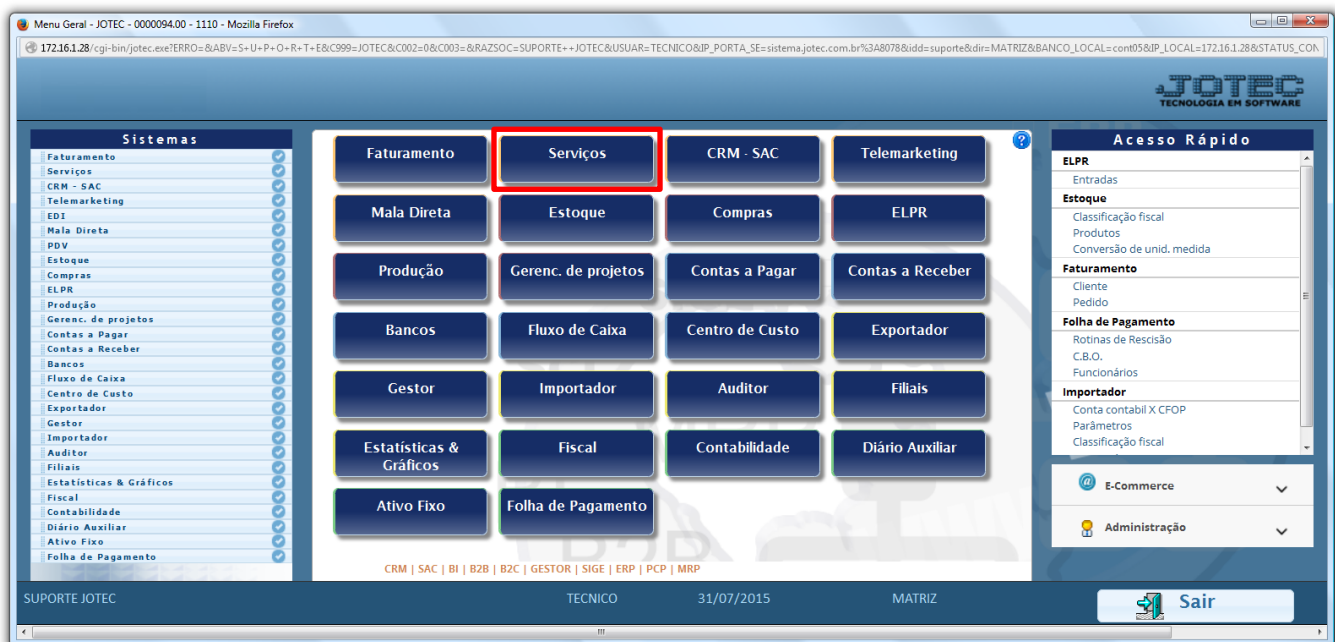 Menu Geral - JOTEC - 0000094.00 - 1110 - Mozilla Firefox
172.16.1.28/cgi-bin/jotec.exe?ERRO=&ABV=S+U+P+O+R+T+E&C999=JOTEC&C002=0&C003=&RAZSOC=SUPORTE++JOTEC&USUAR=TECNICO&IP_PORTA_SE=sistema.jotec.com.br%3A8078&idd=suporte&dir=MATRIZ&BANCO_LOCAL=cont05&IP_LOCAL=172.16.1.28&STATUS_CON
JOTEC
TECNOLOGIA EM SOFTWARE
Sistemas
Faturamento
Serviços
CRM - SAC
Telemarketing
EDI
Mala Direta
PDV
Estoque
Compras
ELPR
Produção
Gerenc. de projetos
Contas a Pagar
Contas a Receber
Bancos
Fluxo de Caixa
Centro de Custo
Exportador
Gestor
Importador
Auditor
Filiais
Estatísticas & Gráficos
Fiscal
Contabilidade
Diário Auxiliar
Ativo Fixo
Folha de Pagamento
Faturamento Serviços CRM - SAC Telemarketing
Mala Direta Estoque Compras ELPR
Produção Gerenc. de projetos Contas a Pagar Contas a Receber
Bancos Fluxo de Caixa Centro de Custo Exportador
Gestor Importador Auditor Filiais
Estatísticas & Gráficos Fiscal Contabilidade Diário Auxiliar
Ativo Fixo Folha de Pagamento
CRM | SAC | BI | B2B | B2C | GESTOR | SIGE | ERP | PCP | MRP
?
Acesso Rápido
ELPR
Entradas
Estoque
Classificação fiscal
Produtos
Conversão de unid. medida
Faturamento
Cliente
Pedido
Folha de Pagamento
Rotinas de Rescisão
C.B.O.
Funcionários
Importador
Conta contabil X CFOP
Parâmetros
Classificação fiscal
E-Commerce
Administração
SUPORTE JOTEC TECNICO 31/07/2015 MATRIZ Sair